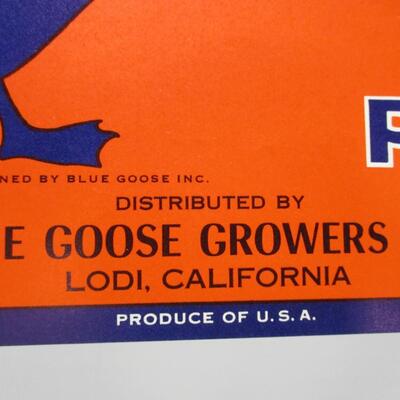 NED BY BLUE GOOSE INC.
DISTRIBUTED BY
E GOOSE GROWERS
LODI, CALIFORNIA
PRODUCE OF U.S.A.